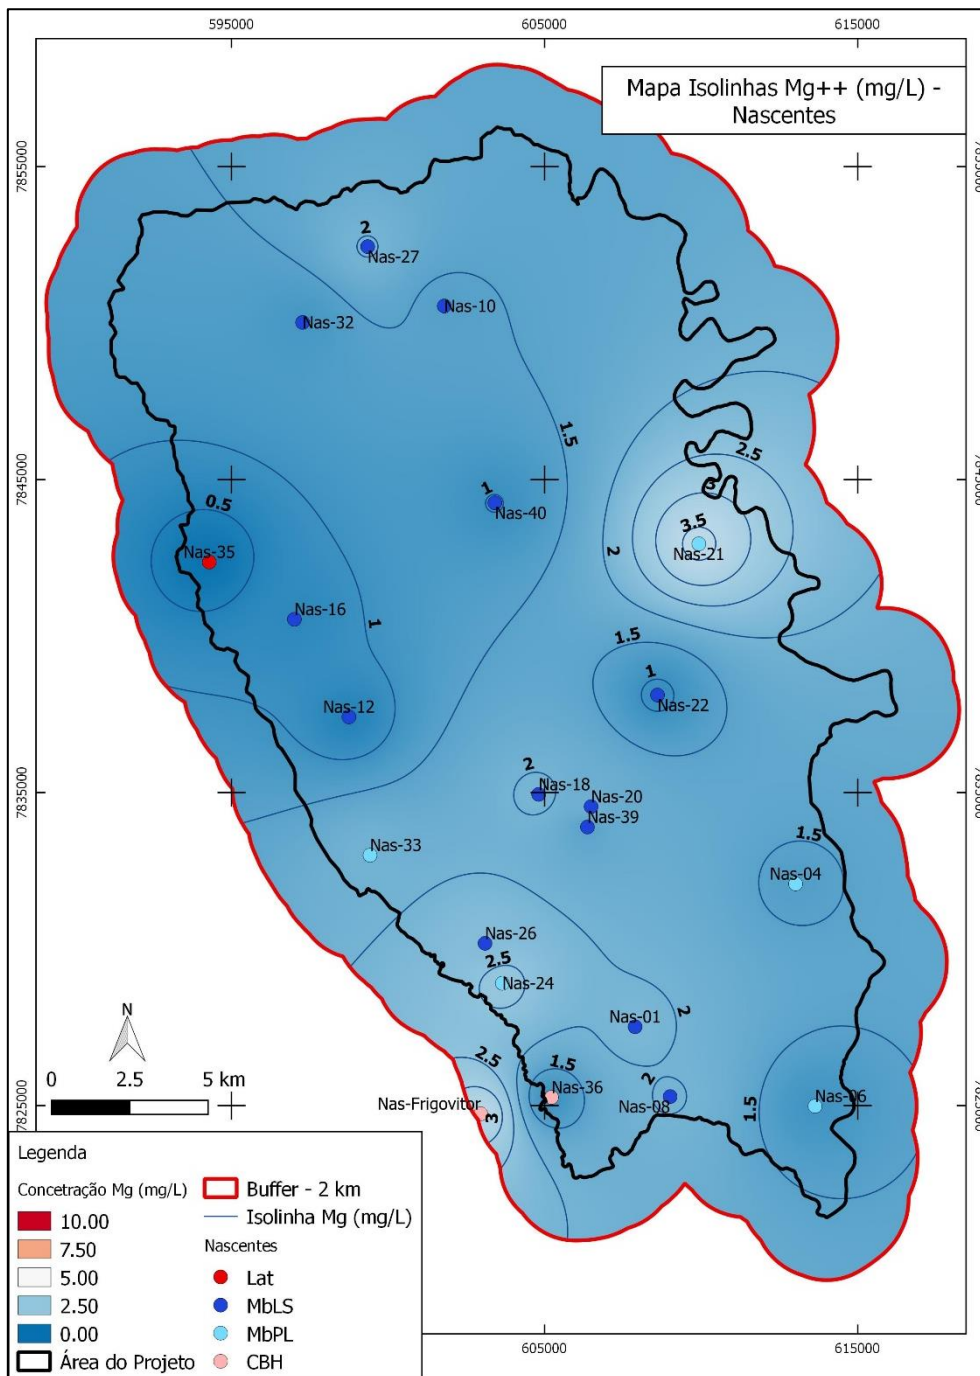 595000
605000
615000
Mapa Isolinhas Mg++ (mg/L) -
Nascentes
7855000
7855000
2
Nas-27
Nas-10
Nas-32
1.5
2.5
7845000
7845000
0.5
1
Nas-40
3
3.5
Nas-35
Nas-21
2
Nas-16
1
1.5
1
Nas-12
Nas-22
2
Nas-18
7835000
7835000
Nas-20
Nas-39
Nas-33
1.5
Nas-04
Nas-26
2.5
Nas-24
N
Nas-01
2
2.5
1.5
0 2.5 5 km
Nas-36
2
Nas-Frigovitor
3
Nas-08
Nas-06
1.5
7825000
7825000
Legenda
Concetração Mg (mg/L)
10.00
7.50
5.00
2.50
0.00
Área do Projeto
Buffer - 2 km
Isolinha Mg (mg/L)
Nascentes
Lat
MbLS
MbPL
CBH
605000
615000